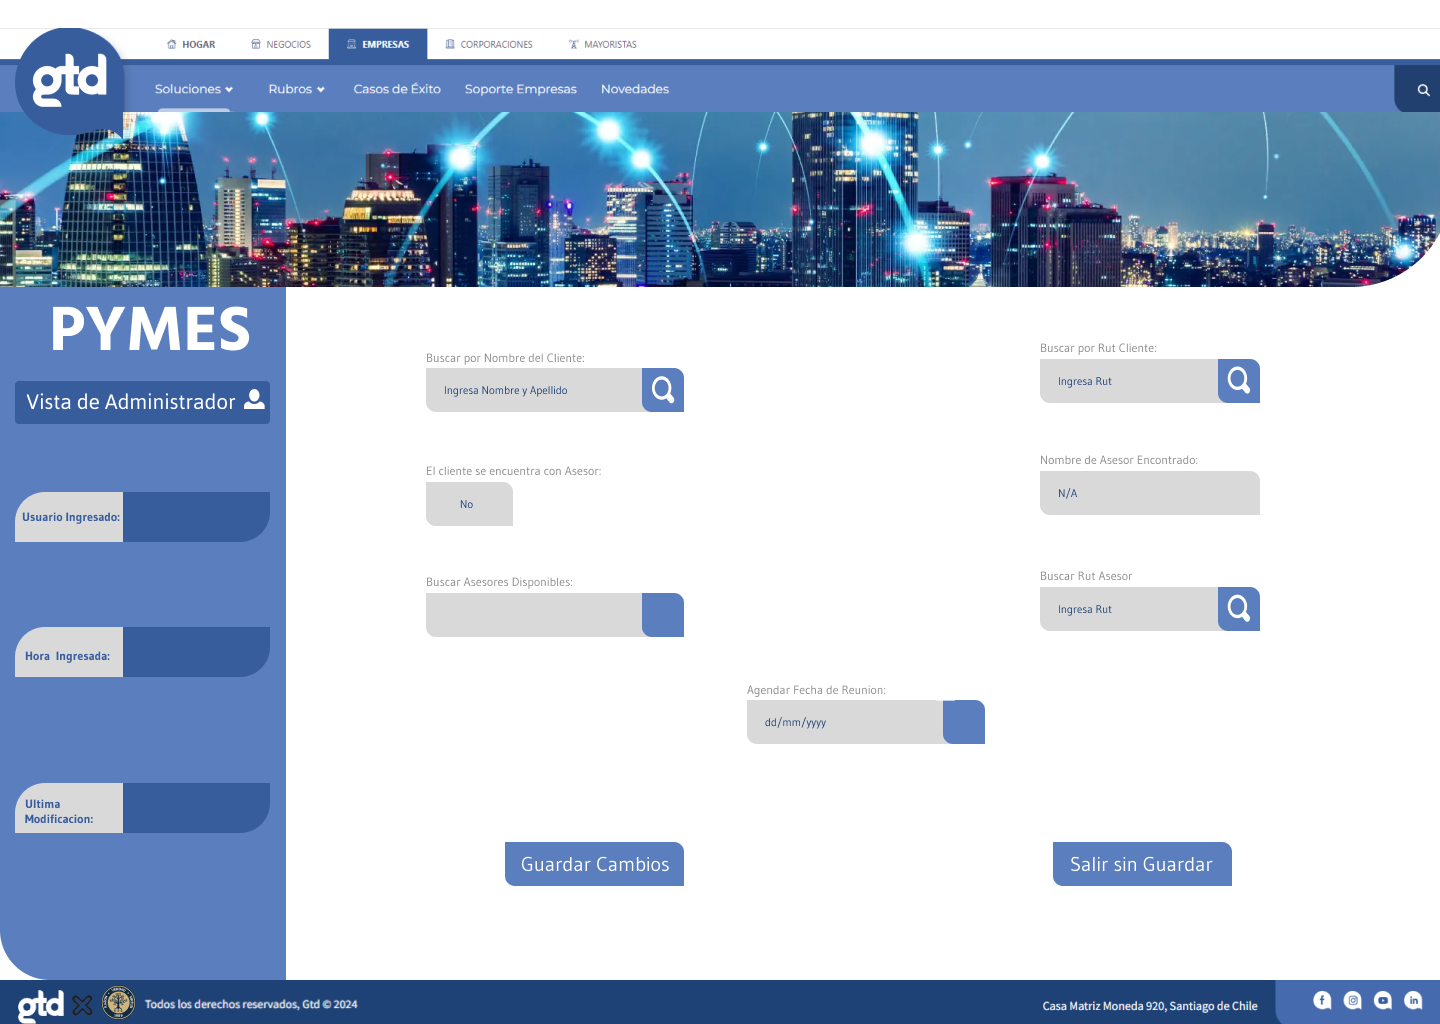 HOGAR NEGOCIOS EMPRESAS CORPORACIONES MAYORISTAS
gtd
Soluciones Rubros Casos de Éxito Soporte Empresas Novedades
PYMES
Vista de Administrador
Usuario Ingresado:
Hora Ingresada:
Ultima
Modificacion:
Buscar por Nombre del Cliente:
Ingresa Nombre y Apellido
Buscar por Rut Cliente:
Ingresa Rut
El cliente se encuentra con Asesor:
No
Nombre de Asesor Encontrado:
N/A
Buscar Asesores Disponibles:
Buscar Rut Asesor
Ingresa Rut
Agendar Fecha de Reunion:
dd/mm/yyyy
Guardar Cambios
Salir sin Guardar
gtd
Todos los derechos reservados, Gtd © 2024
Casa Matriz Moneda 920, Santiago de Chile